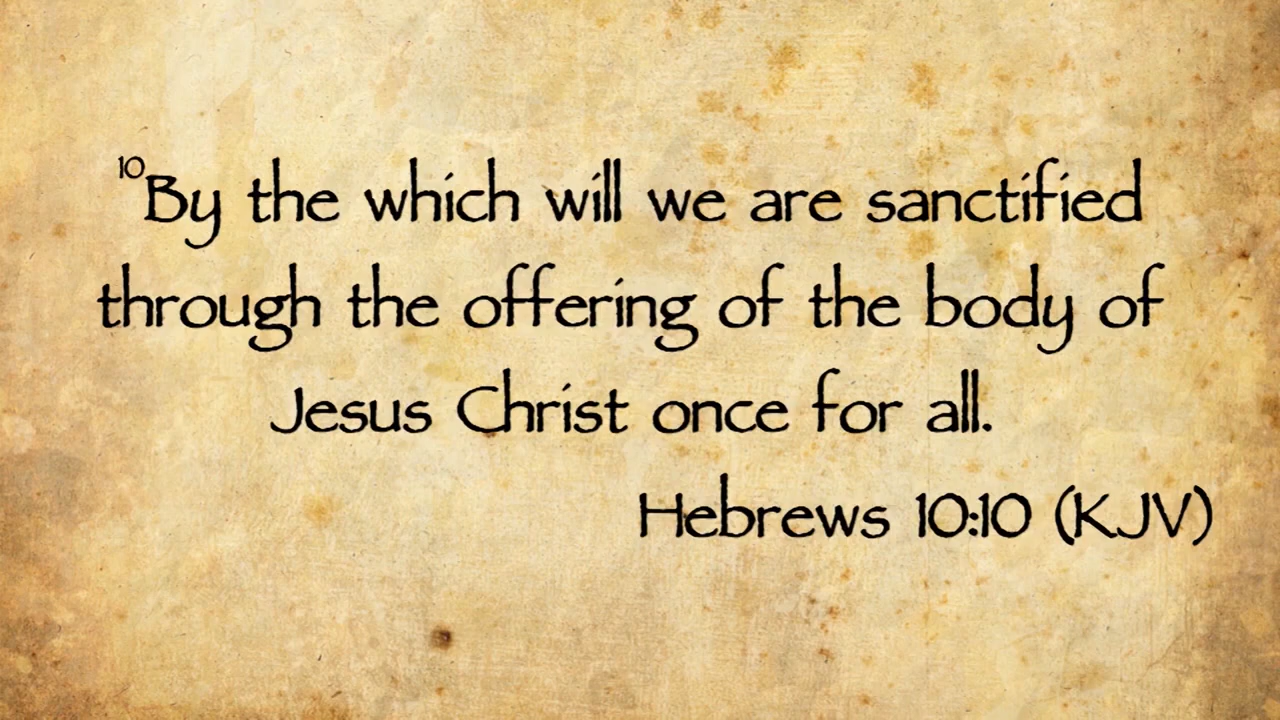 10By the which will we are sanctified
through the offering of the body of
Jesus Christ once for all.
Hebrews 10:10 (KJV)